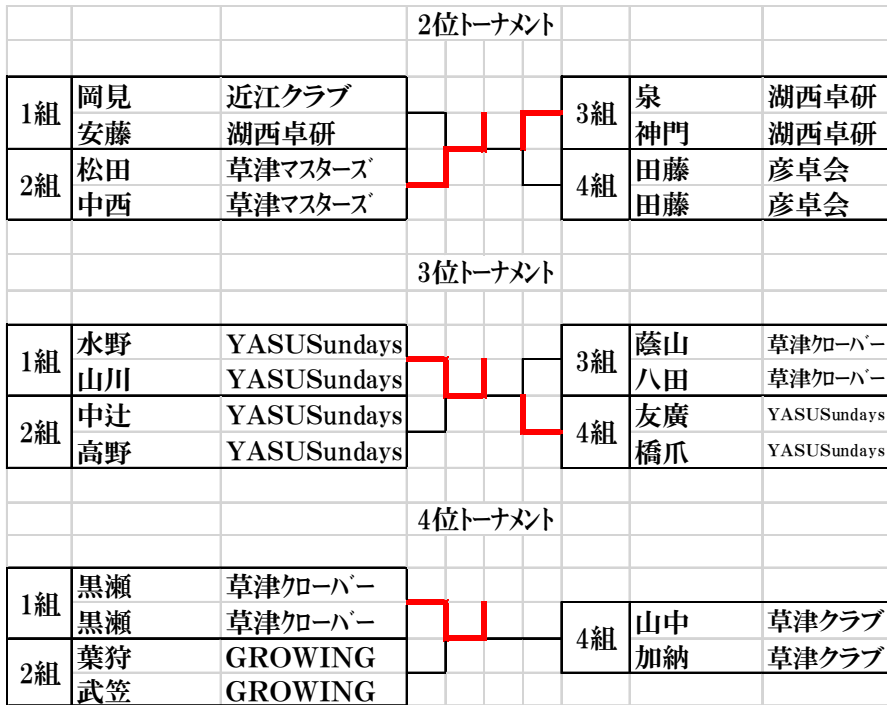 2位トーナメント
1組 岡見 近江クラブ 3組 泉 湖西卓研
安藤 湖西卓研 神門 湖西卓研
2組 松田 草津マスターズ 4組 田藤 彦卓会
中西 草津マスターズ 田藤 彦卓会
3位トーナメント
1組 水野 YASUSundays 3組 蔭山 草津クローバー
山川 YASUSundays 八田 草津クローバー
2組 中辻 YASUSundays 4組 友廣 YASUSundays
高野 YASUSundays 橋爪 YASUSundays
4位トーナメント
1組 黒瀬 草津クローバー
黒瀬 草津クローバー 4組 山中 草津クラブ
2組 葉狩 GROWING 加納 草津クラブ
武笠 GROWING